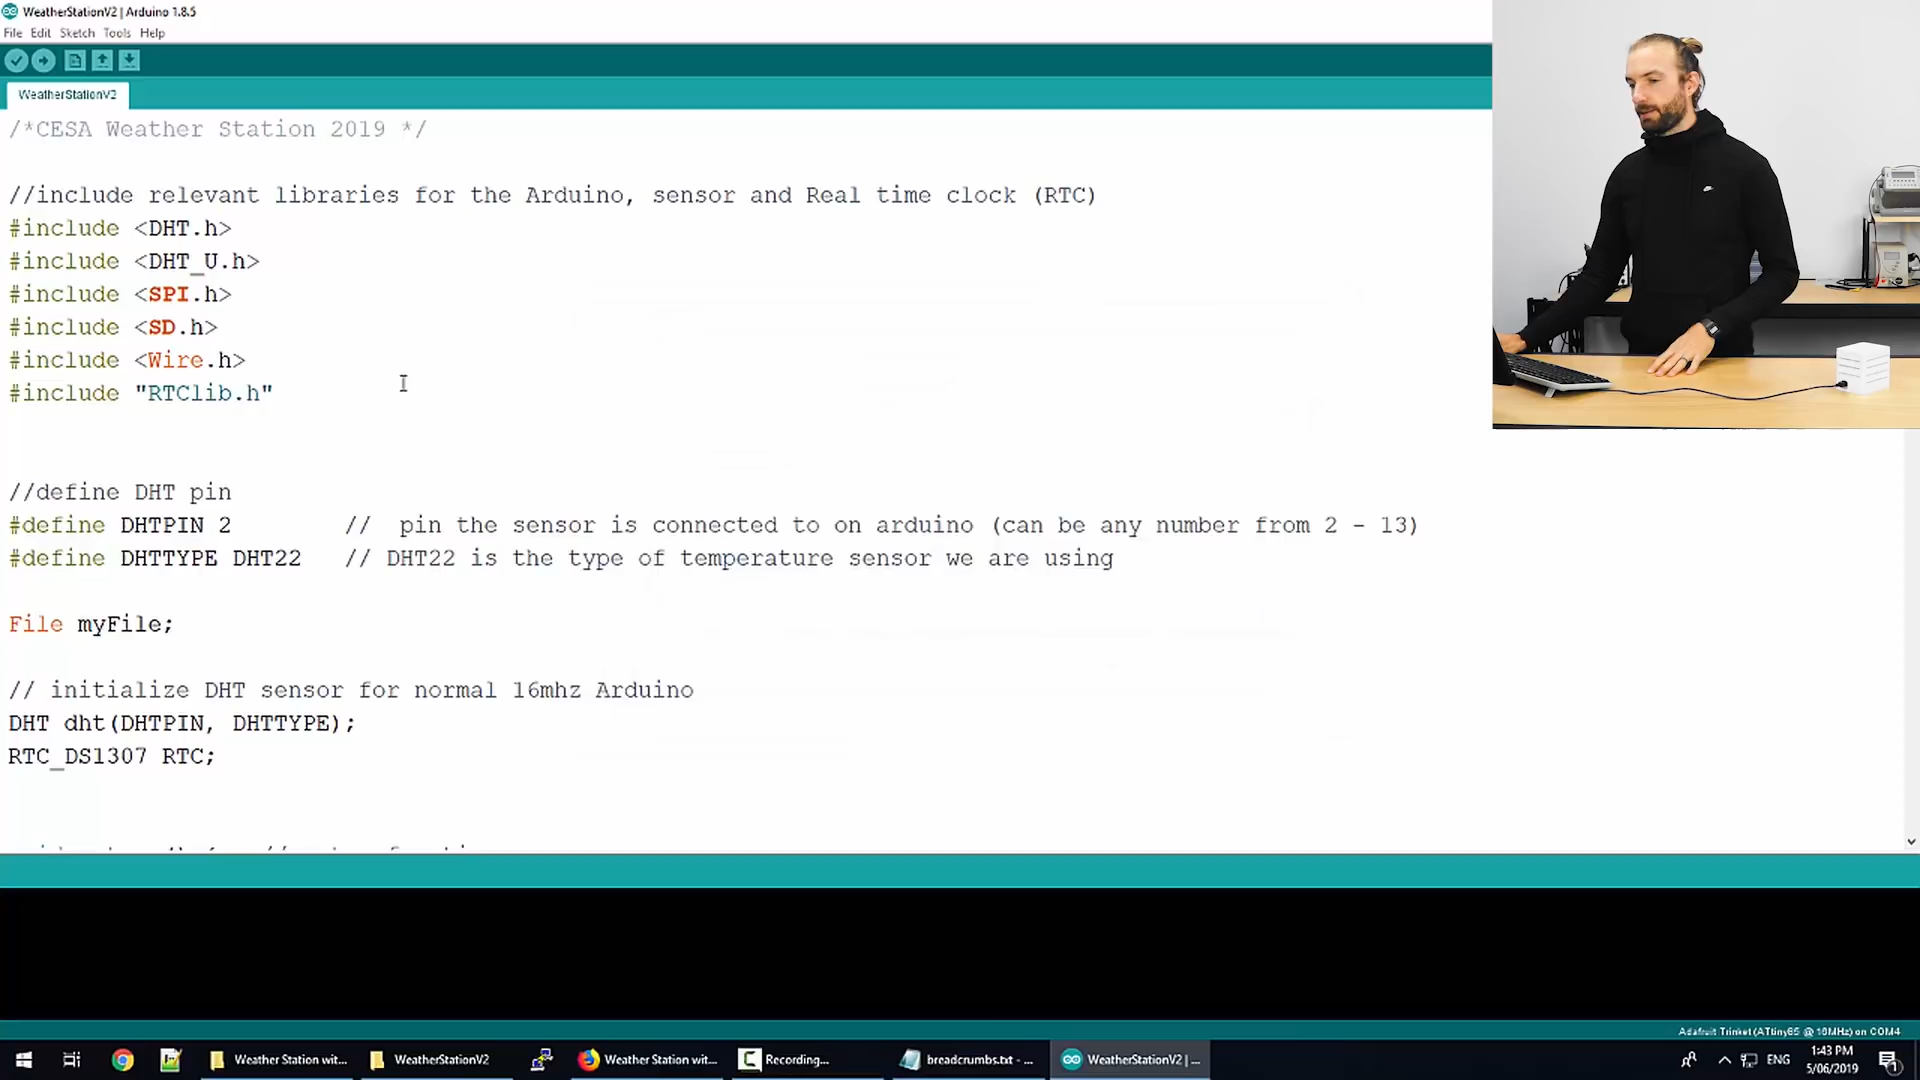 WeatherStationV2 | Arduino 1.8.5
File Edit Sketch Tools Help
WeatherStationV2
/*CESA Weather Station 2019 */
//include relevant libraries for the Arduino, sensor and Real time clock (RTC)
#include <DHT.h>
#include <DHT_U.h>
#include <SPI.h>
#include <SD.h>
#include <Wire.h>
#include "RTClib.h"
//define DHT pin
#define DHTPIN 2 // pin the sensor is connected to on arduino (can be any number from 2 - 13)
#define DHTTYPE DHT22 // DHT22 is the type of temperature sensor we are using
File myFile;
// initialize DHT sensor for normal 16mhz Arduino
DHT dht(DHTPIN, DHTTYPE);
RTC_DS1307 RTC;
Adafruit Trinket (ATtiny85 @ 16MHz) on COM4
Weather Station wit...
WeatherStationV2
Weather Station wit...
Recording...
breadcrumbs.txt - ...
WeatherStationV2 | ...
ENG
1:43 PM
5/06/2019
1